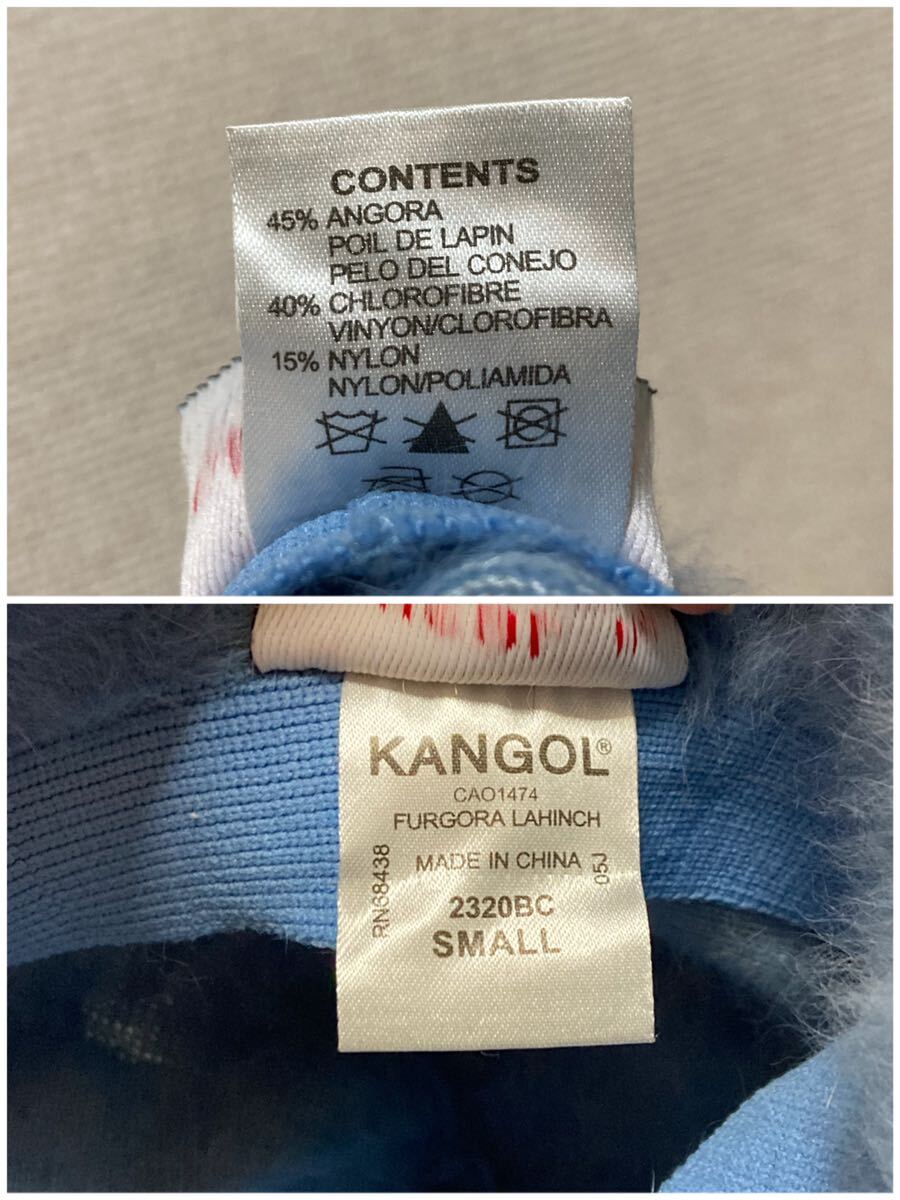 CONTENTS
45% ANGORA
POIL DE LAPIN
PELO DEL CONEJO
40% CHLOROFIBRE
VINYON/CLOROFIBRA
15% NYLON
NYLON/POLIAMIDA
KANGOL®
CAO1474
FURGORA LAHINCH
MADE IN CHINA
RN68438
05J
2320BC
SMALL